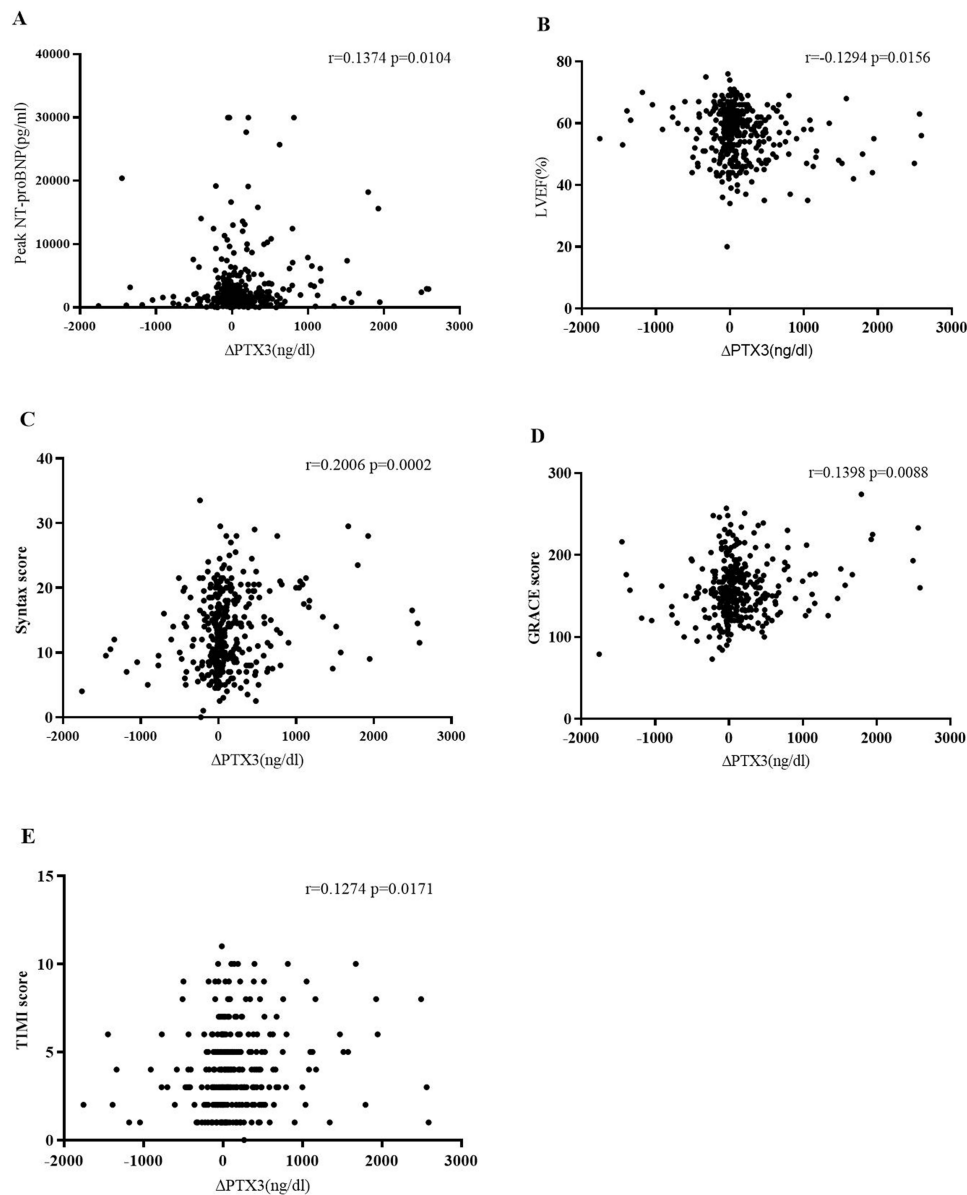 A
r=0.1374 p=0.0104
40000
30000
20000
10000
0
Peak NT-proBNP(pg/ml)
-2000 -1000 0 1000 2000 3000
ΔPTX3(ng/dl)
B
r=-0.1294 p=0.0156
80
60
40
20
0
LVEF(%)
-2000 -1000 0 1000 2000 3000
ΔPTX3(ng/dl)
C
r=0.2006 p=0.0002
40
30
20
10
0
Syntax score
-2000 -1000 0 1000 2000 3000
ΔPTX3(ng/dl)
D
r=0.1398 p=0.0088
300
200
100
0
GRACE score
-2000 -1000 0 1000 2000 3000
ΔPTX3(ng/dl)
E
r=0.1274 p=0.0171
15
10
5
0
TIMI score
-2000 -1000 0 1000 2000 3000
ΔPTX3(ng/dl)